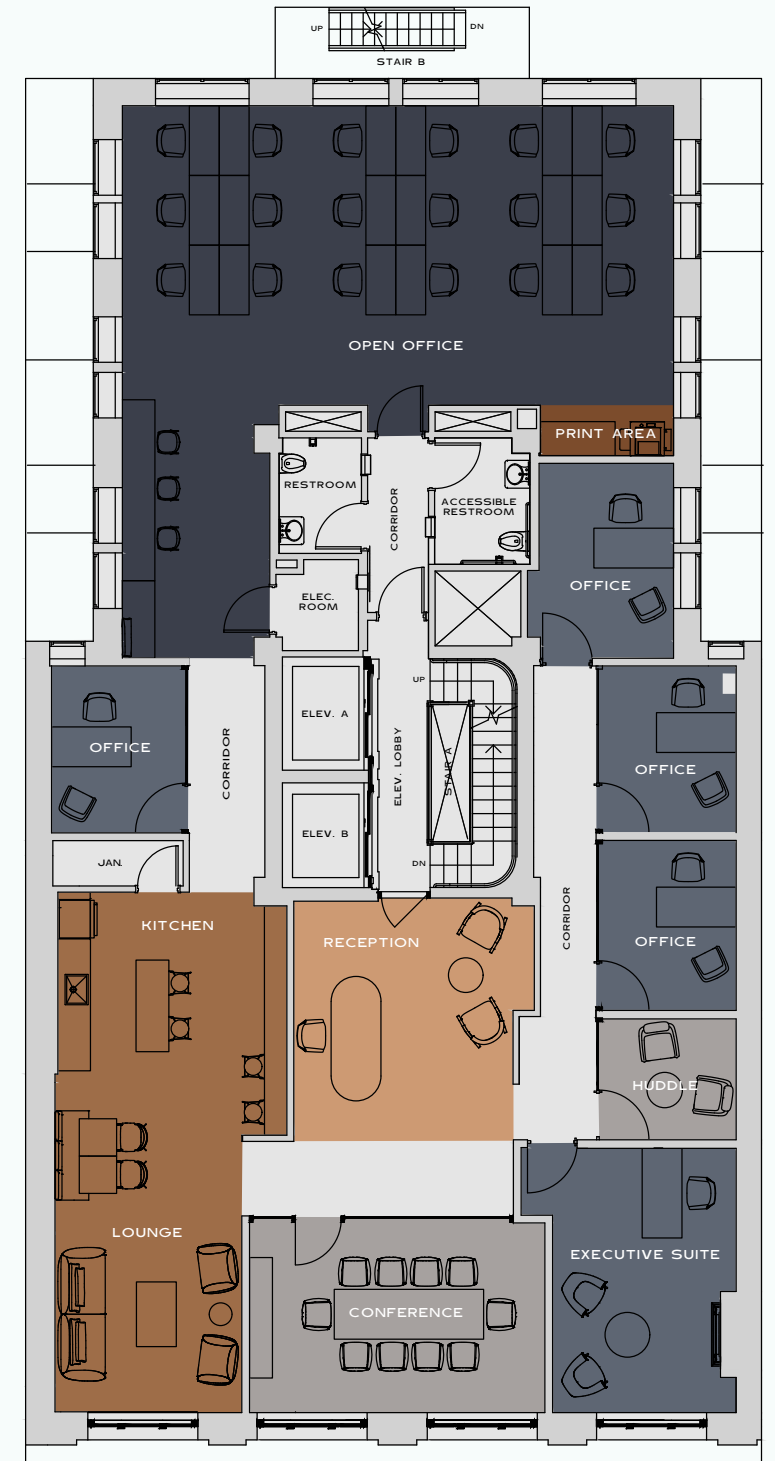 UP
DN
STAIR B
OPEN OFFICE
PRINT AREA
RESTROOM
CORRIDOR
ACCESSIBLE
RESTROOM
ELEC.
ROOM
OFFICE
UP
ELEV. A
ELEV. LOBBY
STAIR A
OFFICE
CORRIDOR
OFFICE
ELEV. B
JAN.
DN
KITCHEN
RECEPTION
CORRIDOR
OFFICE
HUDDLE
LOUNGE
EXECUTIVE SUITE
CONFERENCE